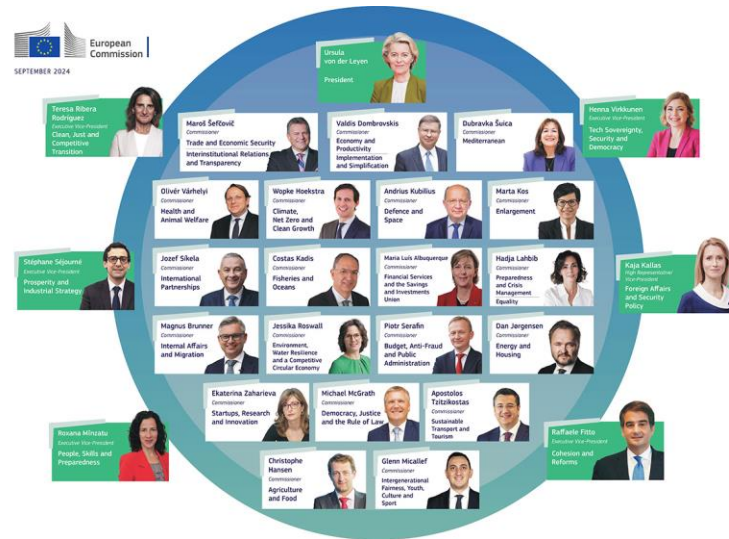 European
Commission
SEPTEMBER 2024
Ursula
von der Leyen
President
Teresa Ribera
Rodríguez
Executive Vice-President
Clean, Just and
Competitive
Transition
Maroš Šefčovič
Commissioner
Trade and Economic Security
Interinstitutional Relations
and Transparency
Valdis Dombrovskis
Commissioner
Economy and
Productivity
Implementation
and Simplification
Dubravka Šuica
Commissioner
Mediterranean
Henna Virkkunen
Executive Vice-President
Tech Sovereignty,
Security and
Democracy
Olivér Várhelyi
Commissioner
Health and
Animal Welfare
Wopke Hoekstra
Commissioner
Climate,
Net Zero and
Clean Growth
Andrius Kubilius
Commissioner
Defence and
Space
Marta Kos
Commissioner
Enlargement
Stéphane Séjourné
Executive Vice-President
Prosperity and
Industrial Strategy
Jozef Síkela
Commissioner
International
Partnerships
Costas Kadis
Commissioner
Fisheries and
Oceans
Maria Luís Albuquerque
Commissioner
Financial Services
and the Savings
and Investments
Union
Hadja Lahbib
Commissioner
Preparedness
and Crisis
Management
Equality
Kaja Kallas
High Representative
Vice-President
Foreign Affairs
and Security
Policy
Magnus Brunner
Commissioner
Internal Affairs
and Migration
Jessika Roswall
Commissioner
Environment,
Water Resilience
and a Competitive
Circular Economy
Piotr Serafin
Commissioner
Budget, Anti-Fraud
and Public
Administration
Dan Jørgensen
Commissioner
Energy and
Housing
Roxana Mînzatu
Executive Vice-President
People, Skills and
Preparedness
Ekaterina Zaharieva
Commissioner
Startups, Research
and Innovation
Michael McGrath
Commissioner
Democracy, Justice
and the Rule of Law
Apostolos
Tzitzikostas
Commissioner
Sustainable
Transport and
Tourism
Raffaele Fitto
Executive Vice-President
Cohesion and
Reforms
Christophe
Hansen
Commissioner
Agriculture
and Food
Glenn Micallef
Commissioner
Intergenerational
Fairness, Youth,
Culture and
Sport